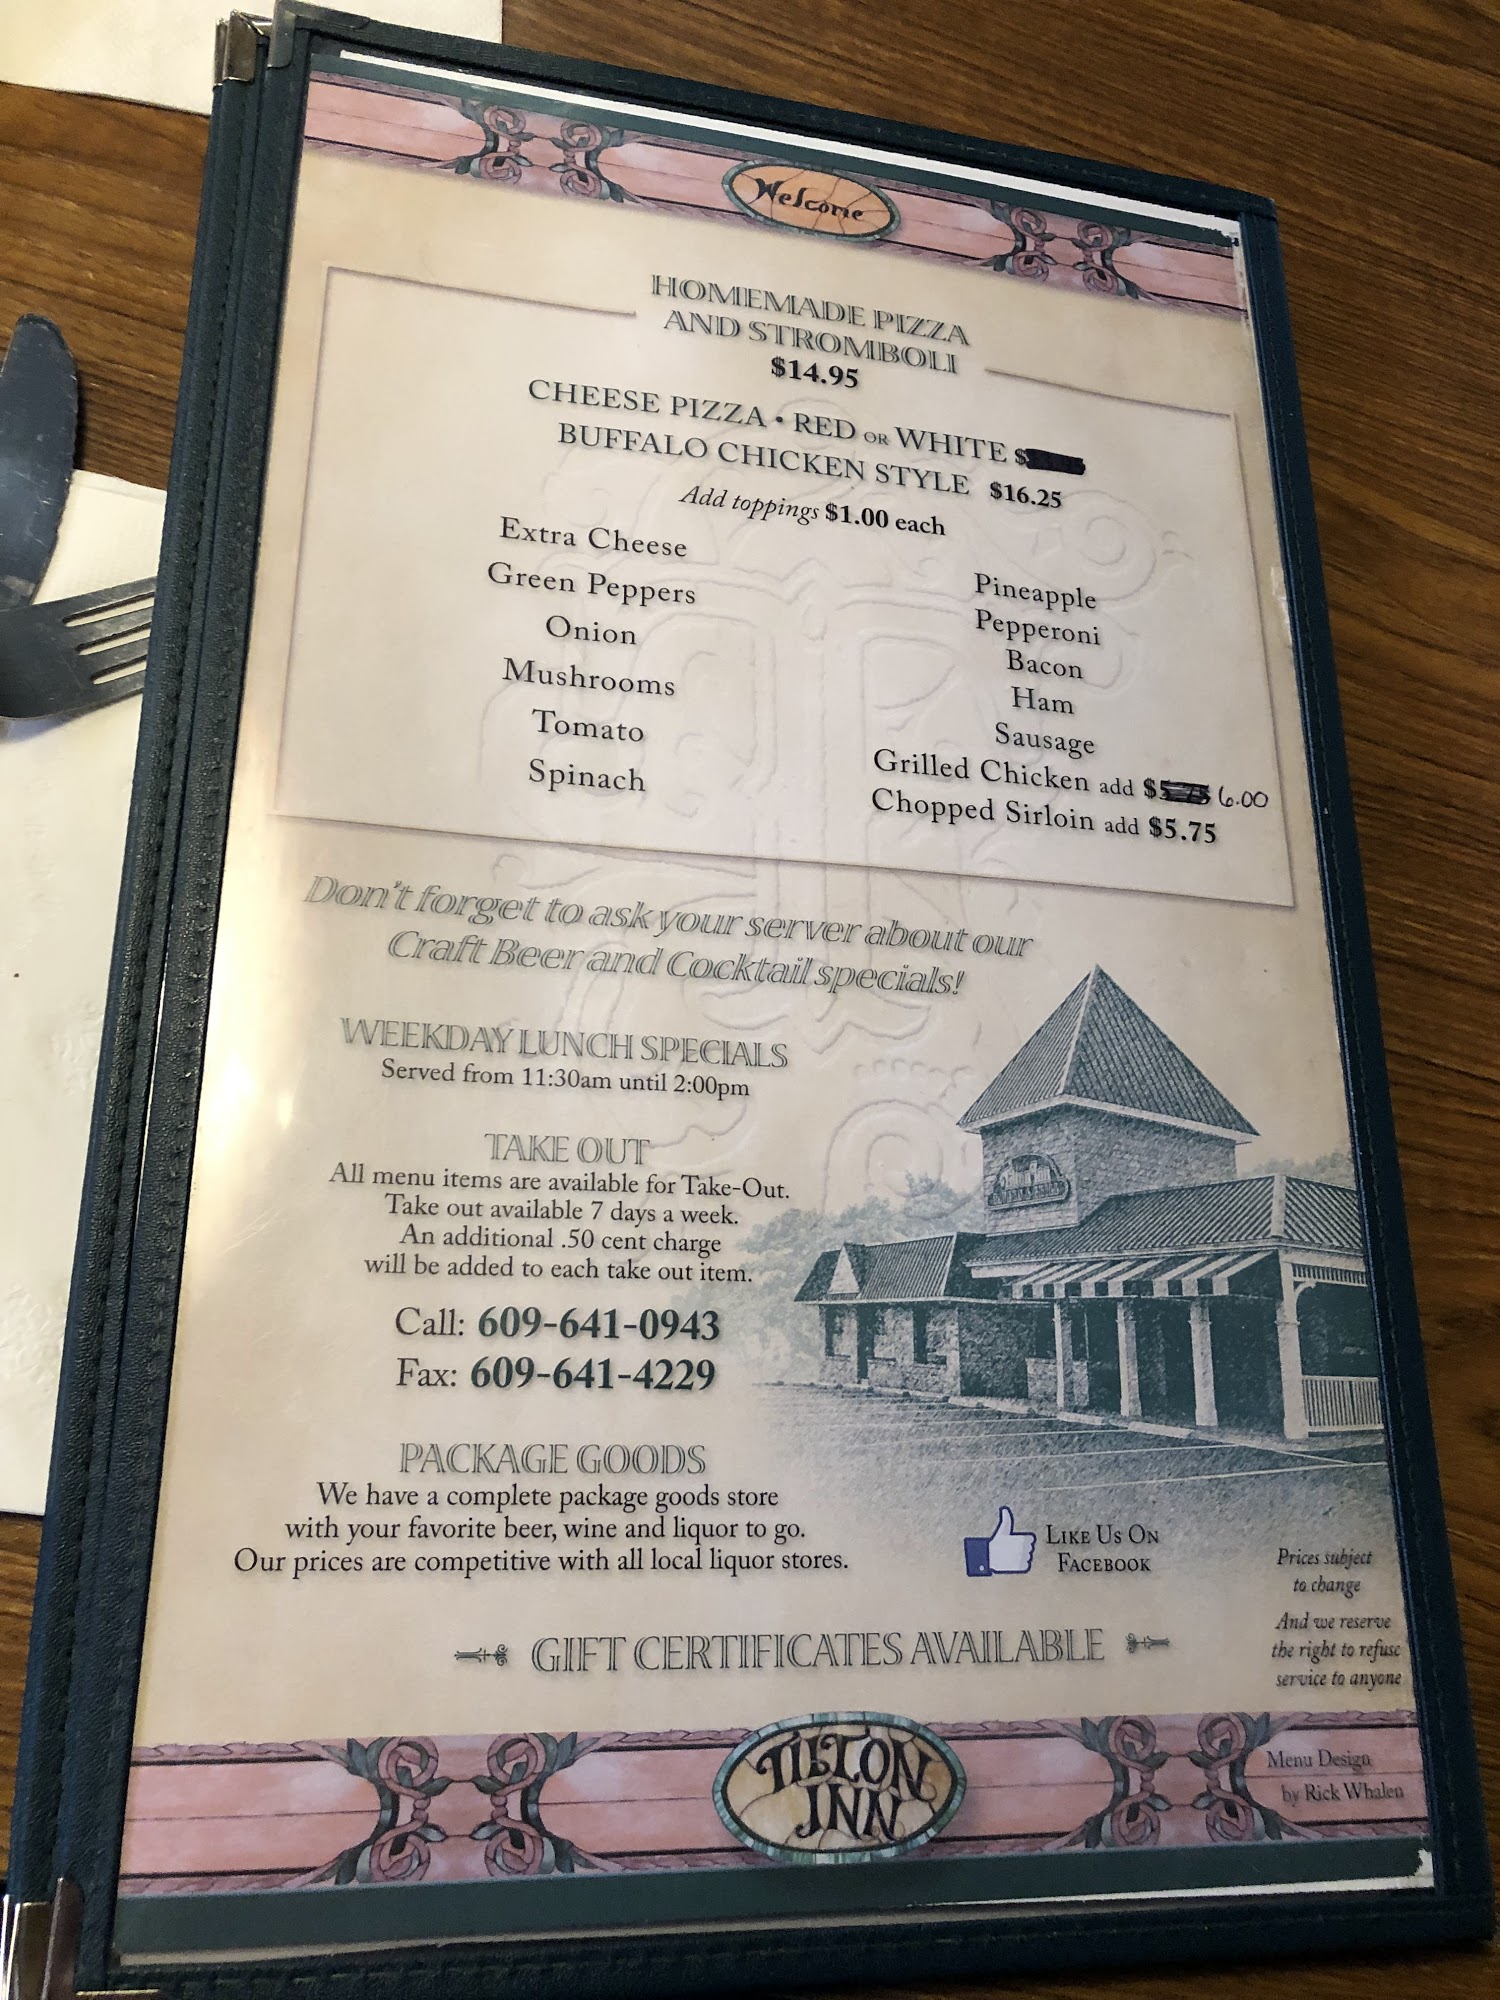 Welcome
HOMEMADE PIZZA
AND STROMBOLI
$14.95
CHEESE PIZZA • RED OR WHITE $
BUFFALO CHICKEN STYLE $16.25
Add toppings $1.00 each
Extra Cheese
Green Peppers
Onion
Mushrooms
Tomato
Spinach
Pineapple
Pepperoni
Bacon
Ham
Sausage
Grilled Chicken add $5.75 6.00
Chopped Sirloin add $5.75
Don't forget to ask your server about our
Craft Beer and Cocktail specials!
WEEKDAY LUNCH SPECIALS
Served from 11:30am until 2:00pm
TAKE OUT
All menu items are available for Take-Out.
Take out available 7 days a week.
An additional .50 cent charge
will be added to each take out item.
Call: 609-641-0943
Fax: 609-641-4229
PACKAGE GOODS
We have a complete package goods store
with your favorite beer, wine and liquor to go.
Our prices are competitive with all local liquor stores.
LIKE US ON
FACEBOOK
Prices subject
to change
And we reserve
the right to refuse
service to anyone
GIFT CERTIFICATES AVAILABLE
TILTON
INN
Menu Design
by Rick Whalen